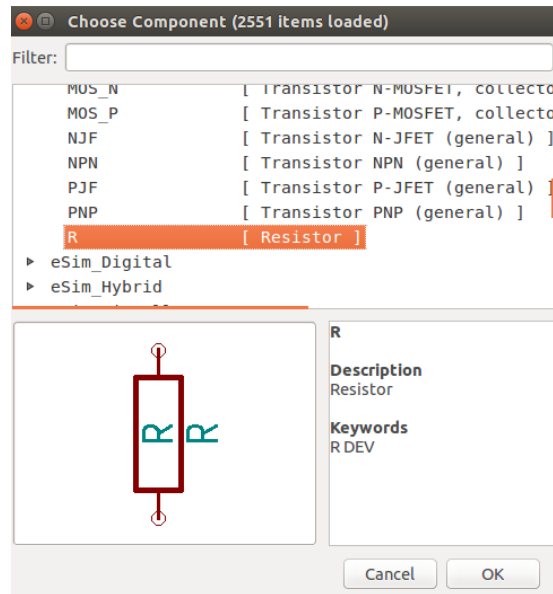 Choose Component (2551 items loaded)
Filter:
MOS_N [ Transistor N-MOSFET, collecto
MOS_P [ Transistor P-MOSFET, collecto
NJF [ Transistor N-JFET (general) ]
NPN [ Transistor NPN (general) ]
PJF [ Transistor P-JFET (general) ]
PNP [ Transistor PNP (general) ]
R [ Resistor ]
eSim_Digital
eSim_Hybrid
R
Description
Resistor
Keywords
R DEV
R R
Cancel OK